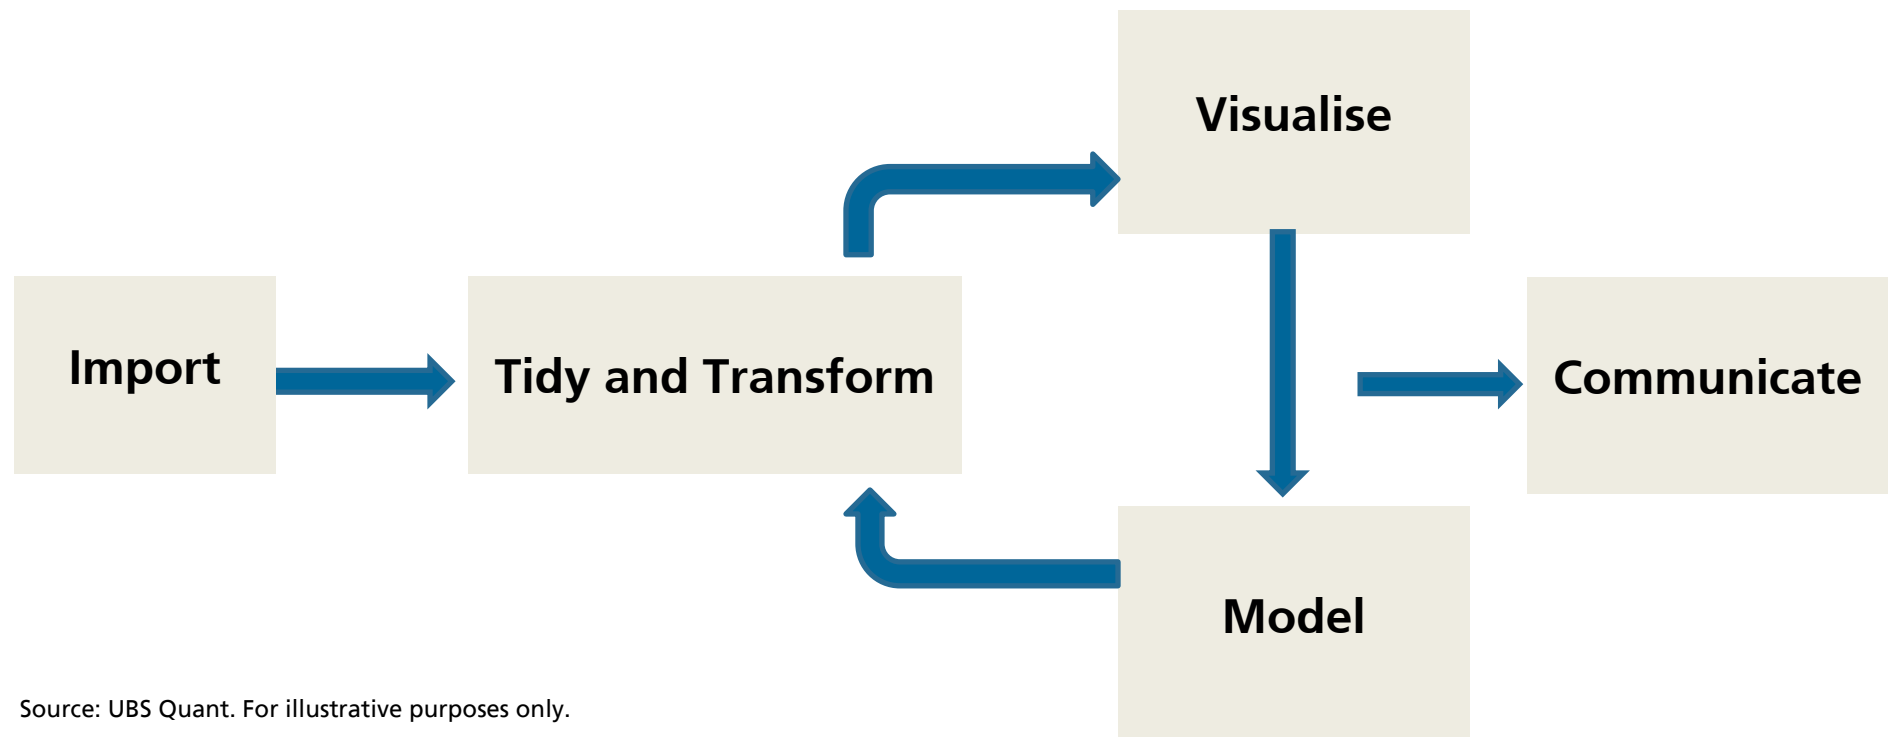 Visualise
Import
Tidy and Transform
Communicate
Model
Source: UBS Quant. For illustrative purposes only.